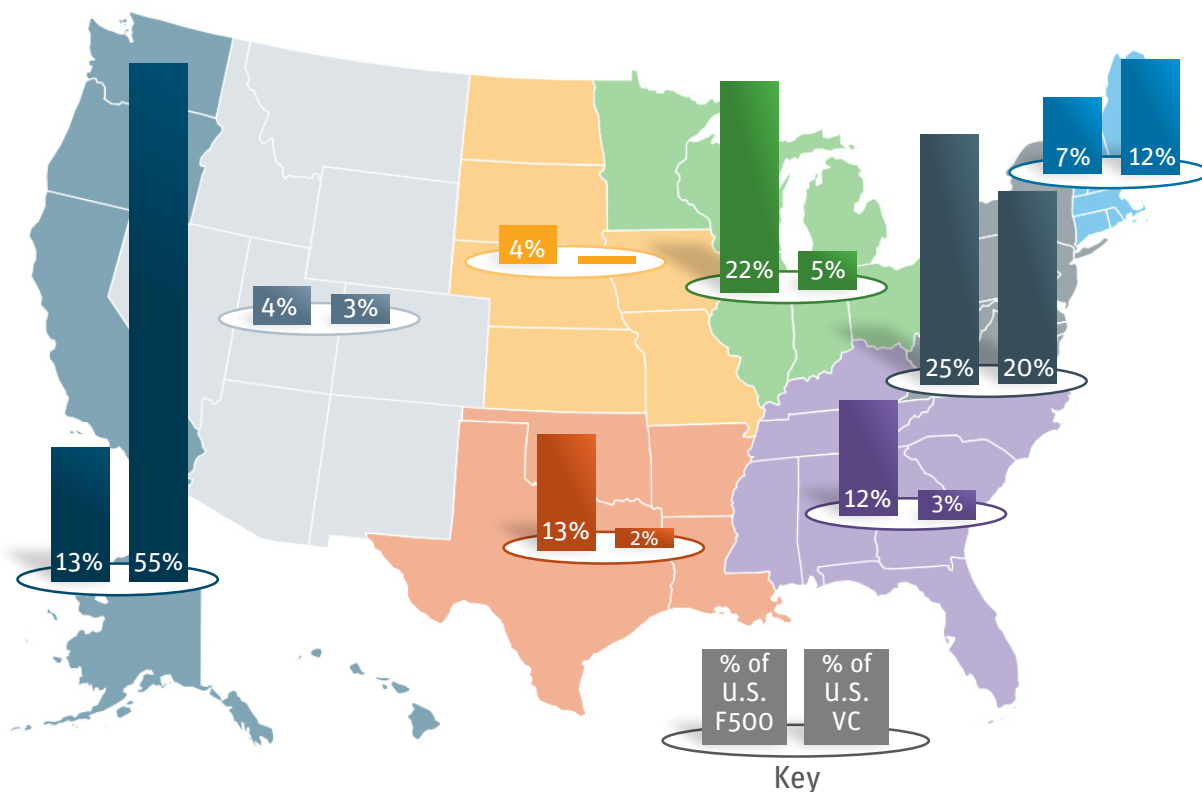 7% 12%
4%
22% 5%
4% 3%
25% 20%
12% 3%
13% 2%
13% 55%
% of
U.S.
F500
% of
U.S.
VC
Key